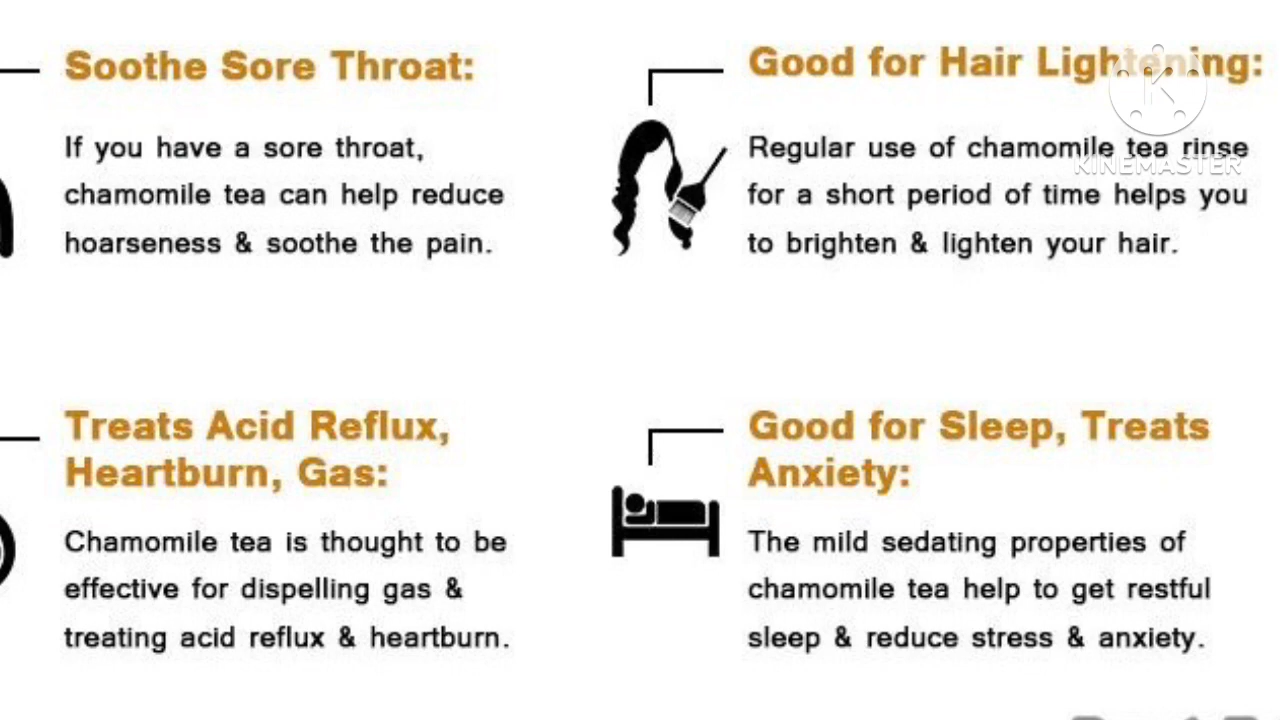 Soothe Sore Throat:
If you have a sore throat,
chamomile tea can help reduce
hoarseness & soothe the pain.
Good for Hair Lightening:
Regular use of chamomile tea rinse
for a short period of time helps you
to brighten & lighten your hair.
K
KINEMASTER
Treats Acid Reflux,
Heartburn, Gas:
Chamomile tea is thought to be
effective for dispelling gas &
treating acid reflux & heartburn.
Good for Sleep, Treats
Anxiety:
The mild sedating properties of
chamomile tea help to get restful
sleep & reduce stress & anxiety.